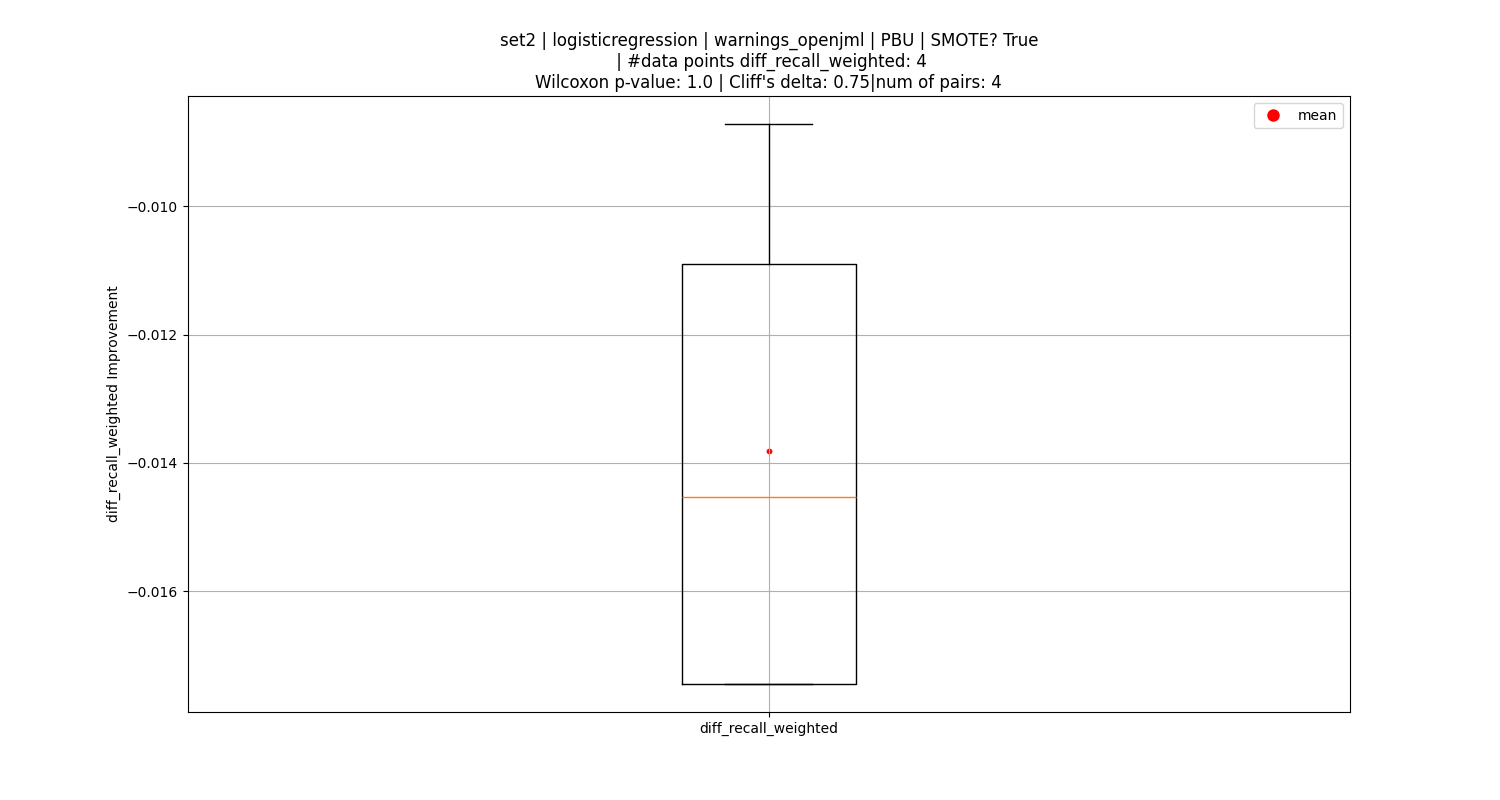 set2 | logisticregression | warnings_openjml | PBU | SMOTE? True
| #data points diff_recall_weighted: 4
Wilcoxon p-value: 1.0 | Cliff's delta: 0.75|num of pairs: 4
mean
−0.010
−0.012
−0.014
−0.016
diff_recall_weighted Improvement
diff_recall_weighted